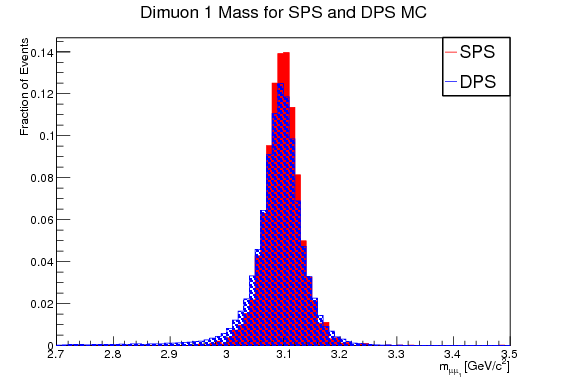 Dimuon 1 Mass for SPS and DPS MC
Fraction of Events
0.14
0.12
0.1
0.08
0.06
0.04
0.02
0
SPS
DPS
2.7 2.8 2.9 3 3.1 3.2 3.3 3.4 3.5
m_{μμ_1} [GeV/c²]